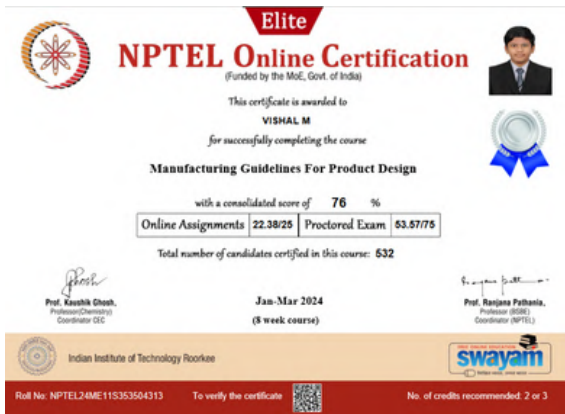 Elite
NPTEL Online Certification
(Funded by the MoE, Govt. of India)
This certificate is awarded to
VISHAL M
for successfully completing the course
Manufacturing Guidelines For Product Design
with a consolidated score of 76 %
Online Assignments 22.38/25 Proctored Exam 53.57/75
Total number of candidates certified in this course: 532
Prof. Kaushik Ghosh,
Professor(Chemistry)
Coordinator CEC
Jan-Mar 2024
(8 week course)
Prof. Ranjana Pathania,
Professor (BSBE)
Coordinator (NPTEL)
Indian Institute of Technology Roorkee
FREE ONLINE EDUCATION
swayam
Roll No: NPTEL24ME11S353504313 To verify the certificate No. of credits recommended: 2 or 3